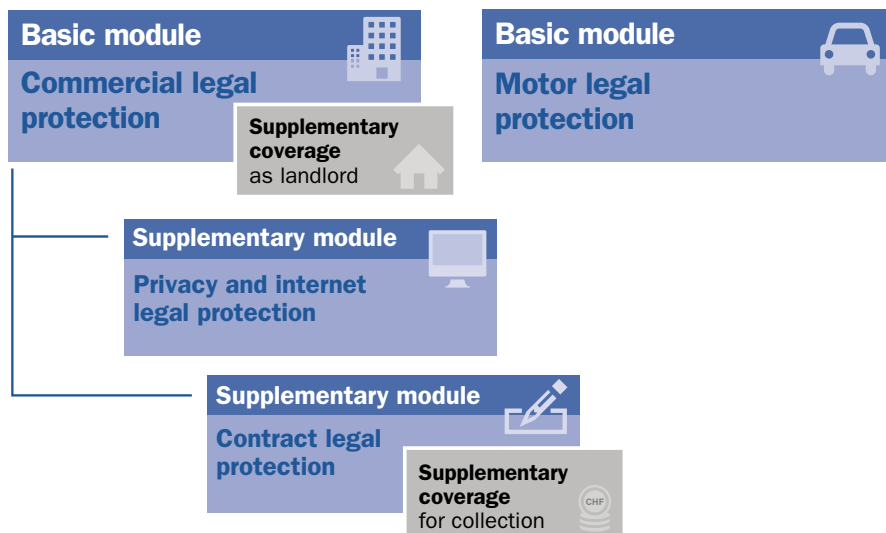 Basic module
Commercial legal
protection
Supplementary
coverage
as landlord
Basic module
Motor legal
protection
Supplementary module
Privacy and internet
legal protection
Supplementary module
Contract legal
protection
Supplementary
coverage
for collection
CHF